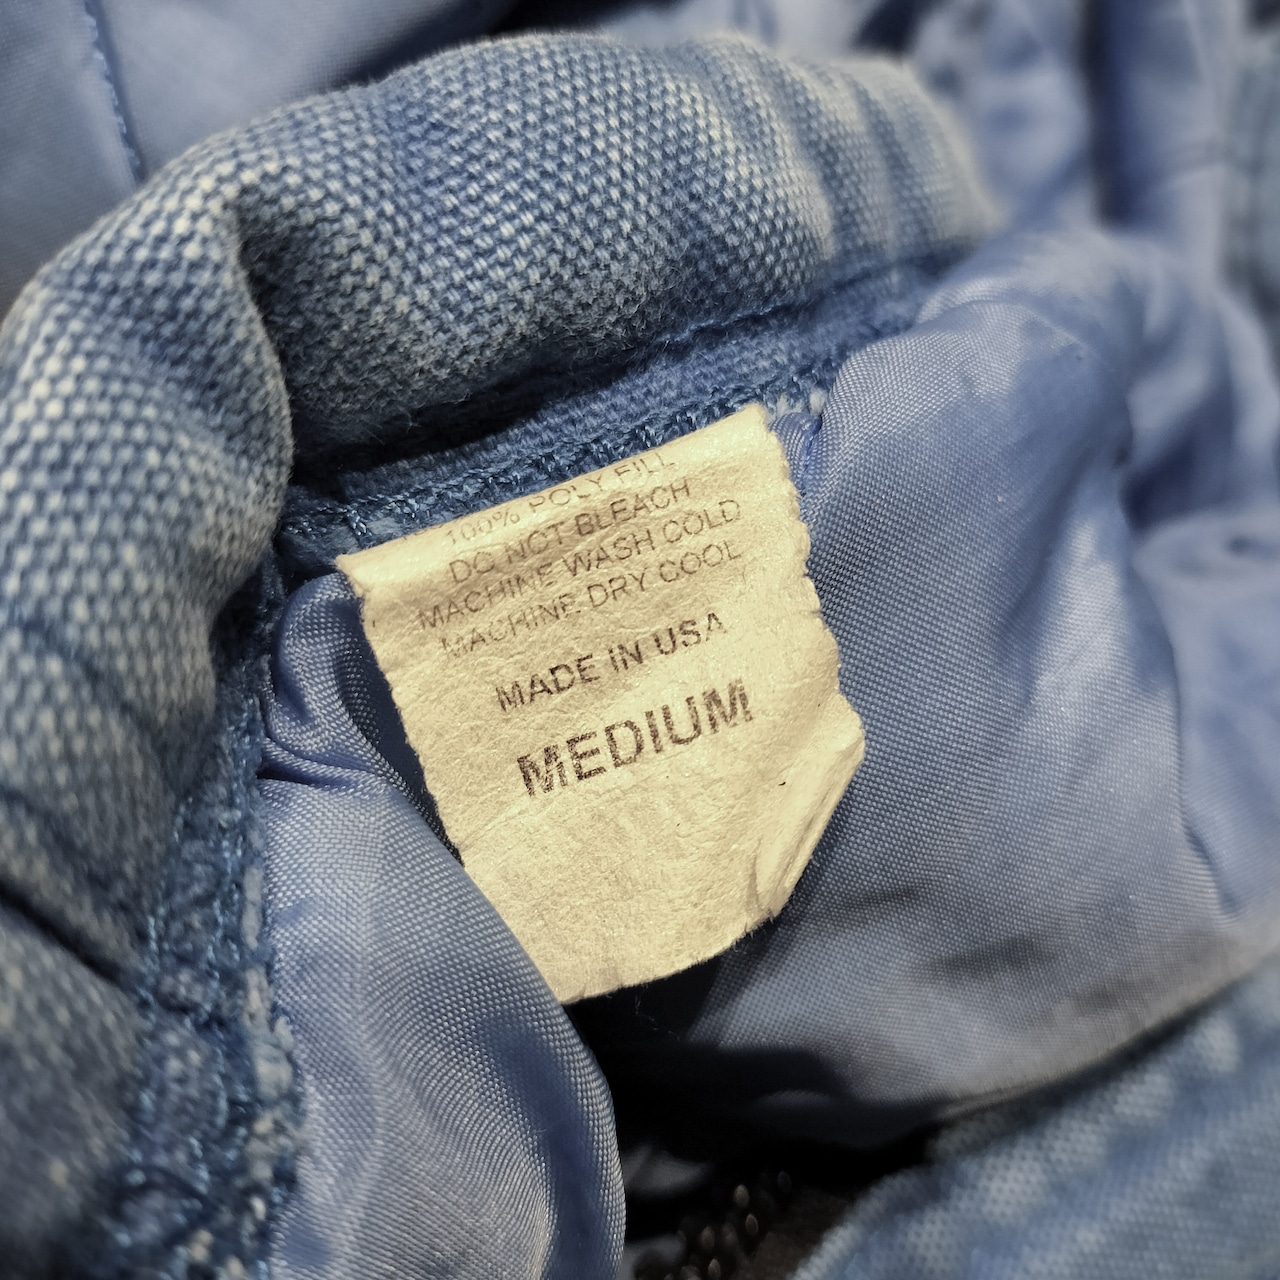 100% POLY FILL
DO NOT BLEACH
MACHINE WASH COLD
MACHINE DRY COOL
MADE IN USA
MEDIUM